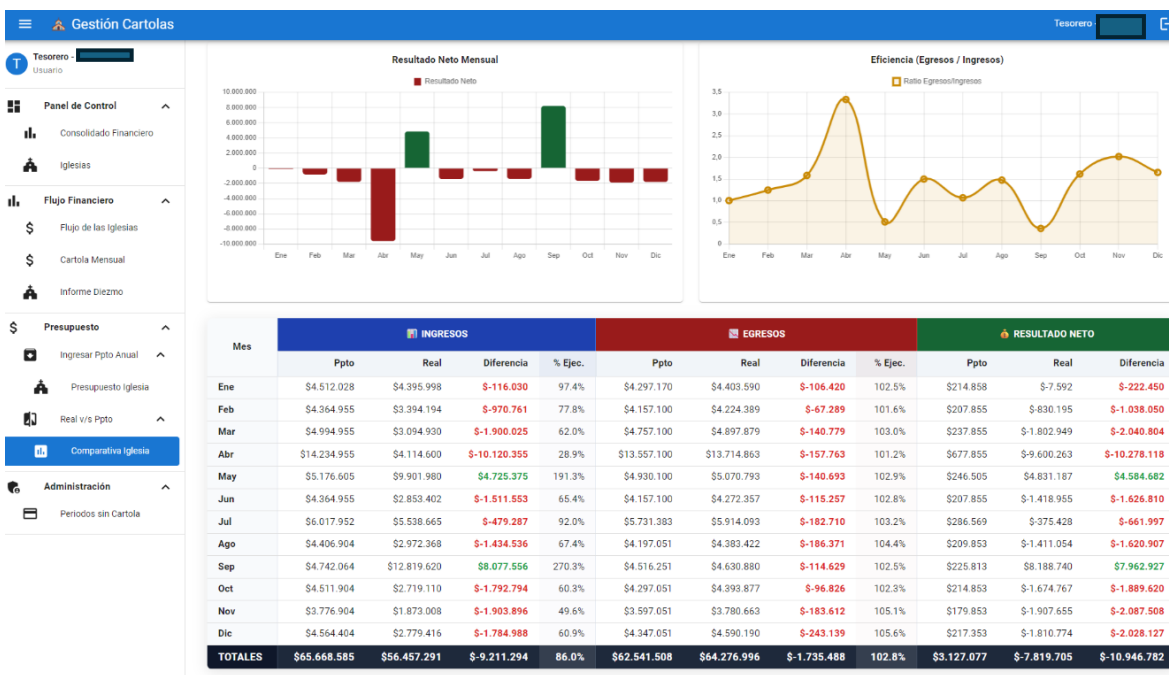 Gestión Cartolas
Tesorero -
Tesorero -
Usuario
Panel de Control
Consolidado Financiero
Iglesias
Flujo Financiero
Flujo de las Iglesias
Cartola Mensual
Informe Diezmo
Presupuesto
Ingresar Ppto Anual
Presupuesto Iglesia
Real v/s Ppto
Comparativa Iglesia
Administración
Periodos sin Cartola
Resultado Neto Mensual
Resultado Neto
10.000.000
8.000.000
6.000.000
4.000.000
2.000.000
0
-2.000.000
-4.000.000
-6.000.000
-8.000.000
-10.000.000
Ene Feb Mar Abr May Jun Jul Ago Sep Oct Nov Dic
Eficiencia (Egresos / Ingresos)
Ratio Egresos/Ingresos
3,5
3,0
2,5
2,0
1,5
1,0
0,5
0
Ene Feb Mar Abr May Jun Jul Ago Sep Oct Nov Dic
Mes INGRESOS EGRESOS RESULTADO NETO
Ppto Real Diferencia % Ejec. Ppto Real Diferencia % Ejec. Ppto Real Diferencia
Ene $4.512.028 $4.395.998 $-116.030 97.4% $4.297.170 $4.403.590 $-106.420 102.5% $214.858 $-7.592 $-222.450
Feb $4.364.955 $3.394.194 $-970.761 77.8% $4.157.100 $4.224.389 $-67.289 101.6% $207.855 $-830.195 $-1.038.050
Mar $4.994.955 $3.094.930 $-1.900.025 62.0% $4.757.100 $4.897.879 $-140.779 103.0% $237.855 $-1.802.949 $-2.040.804
Abr $14.234.955 $4.114.600 $-10.120.355 28.9% $13.557.100 $13.714.863 $-157.763 101.2% $677.855 $-9.600.263 $-10.278.118
May $5.176.605 $9.901.980 $4.725.375 191.3% $4.930.100 $5.070.793 $-140.693 102.9% $246.505 $4.831.187 $4.584.682
Jun $4.364.955 $2.853.402 $-1.511.553 65.4% $4.157.100 $4.272.357 $-115.257 102.8% $207.855 $-1.418.955 $-1.626.810
Jul $6.017.952 $5.538.665 $-479.287 92.0% $5.731.383 $5.914.093 $-182.710 103.2% $286.569 $-375.428 $-661.997
Ago $4.406.904 $2.972.368 $-1.434.536 67.4% $4.197.051 $4.383.422 $-186.371 104.4% $209.853 $-1.411.054 $-1.620.907
Sep $4.742.064 $12.819.620 $8.077.556 270.3% $4.516.251 $4.630.880 $-114.629 102.5% $225.813 $8.188.740 $7.962.927
Oct $4.511.904 $2.719.110 $-1.792.794 60.3% $4.297.051 $4.393.877 $-96.826 102.3% $214.853 $-1.674.767 $-1.889.620
Nov $3.776.904 $1.873.008 $-1.903.896 49.6% $3.597.051 $3.780.663 $-183.612 105.1% $179.853 $-1.907.655 $-2.087.508
Dic $4.564.404 $2.779.416 $-1.784.988 60.9% $4.347.051 $4.590.190 $-243.139 105.6% $217.353 $-1.810.774 $-2.028.127
TOTALES $65.668.585 $56.457.291 $-9.211.294 86.0% $62.541.508 $64.276.996 $-1.735.488 102.8% $3.127.077 $-7.819.705 $-10.946.782